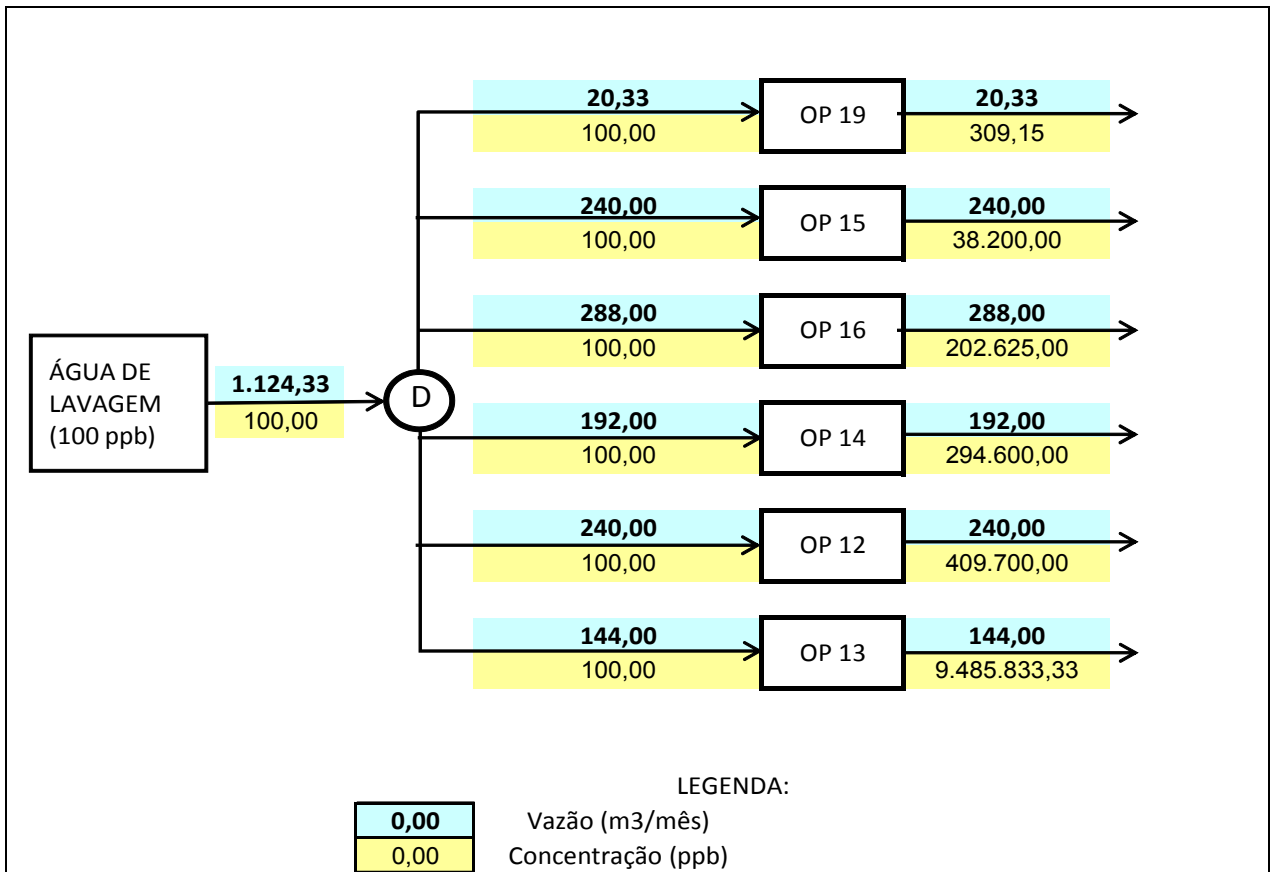 20,33
100,00
OP 19
20,33
309,15
240,00
100,00
OP 15
240,00
38.200,00
288,00
100,00
OP 16
288,00
202.625,00
ÁGUA DE
LAVAGEM
(100 ppb)
1.124,33
100,00
D
192,00
100,00
OP 14
192,00
294.600,00
240,00
100,00
OP 12
240,00
409.700,00
144,00
100,00
OP 13
144,00
9.485.833,33
LEGENDA:
0,00 Vazão (m3/mês)
0,00 Concentração (ppb)